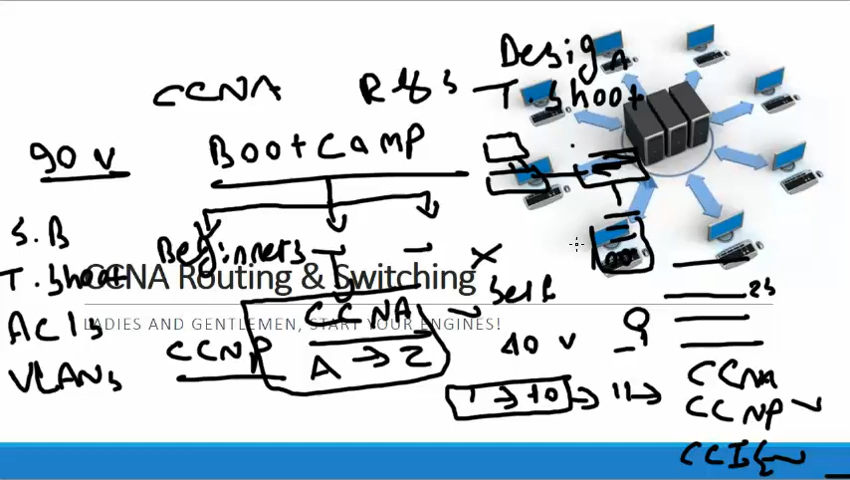 Design
CCNA R&S T.Shoot
90 v BootCamp
S.B Beginners
T.Shoot
CCNA Routing & Switching
Self
CCNA
LADIES AND GENTLEMEN, START YOUR ENGINES!
ACLs
CCNP A → Z 40 v
VLANs
1 → 10 → 11 →
CCNA
CCNP
CCIE